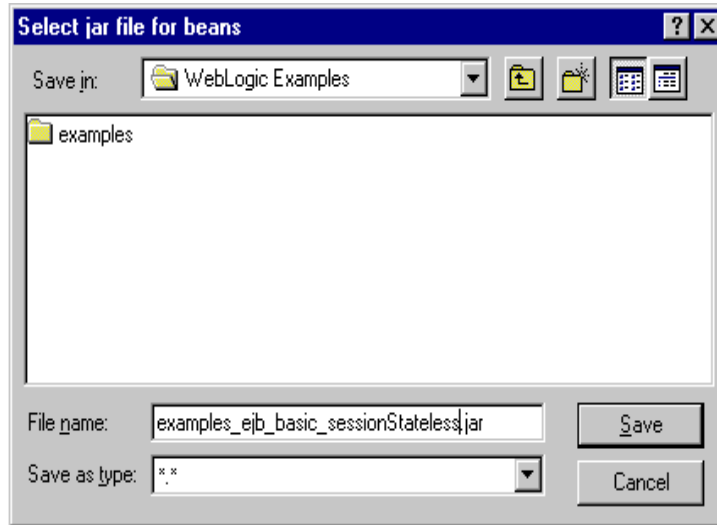 Select jar file for beans
Save in: WebLogic Examples
examples
File name: examples_ejb_basic_sessionStateless.jar Save
Save as type: *.* Cancel